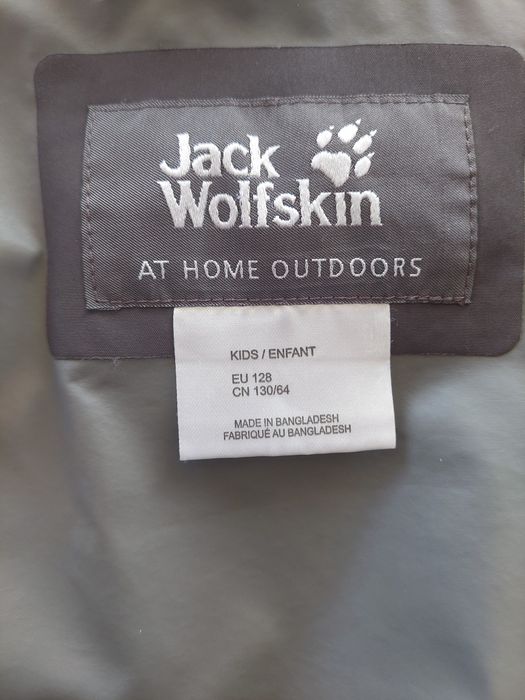 Jack
Wolfskin
AT HOME OUTDOORS
KIDS / ENFANT
EU 128
CN 130/64
MADE IN BANGLADESH
FABRIQUÉ AU BANGLADESH